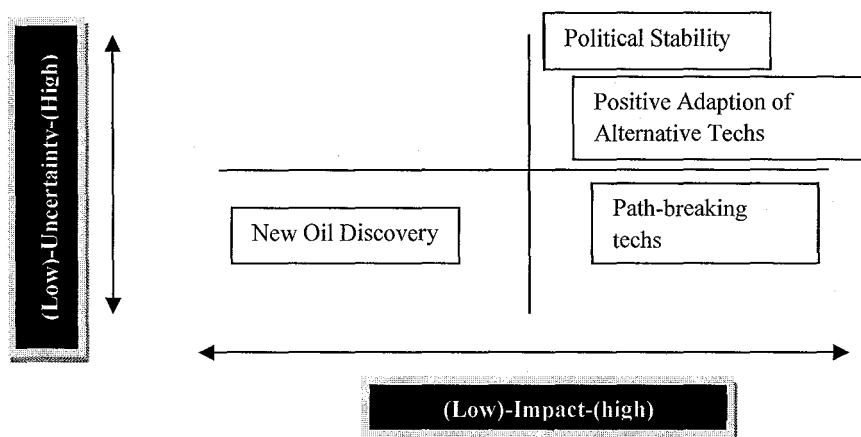 Political Stability
Positive Adaption of
Alternative Techs
(Low)-Uncertainty-(High)
New Oil Discovery
Path-breaking
techs
(Low)-Impact-(high)